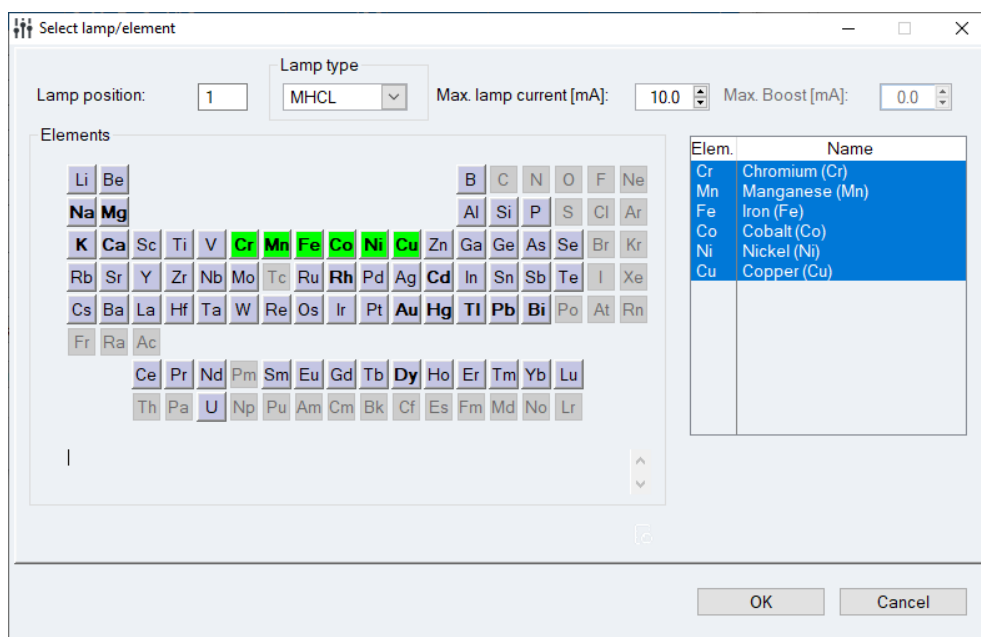 Select lamp/element
Lamp type
Lamp position: 1 MHCL Max. lamp current [mA]: 10.0 Max. Boost [mA]: 0.0
Elements
Elem. Name
Cr Chromium (Cr)
Mn Manganese (Mn)
Fe Iron (Fe)
Co Cobalt (Co)
Ni Nickel (Ni)
Cu Copper (Cu)
Li Be B C N O F Ne
Na Mg Al Si P S Cl Ar
K Ca Sc Ti V Cr Mn Fe Co Ni Cu Zn Ga Ge As Se Br Kr
Rb Sr Y Zr Nb Mo Tc Ru Rh Pd Ag Cd In Sn Sb Te I Xe
Cs Ba La Hf Ta W Re Os Ir Pt Au Hg Tl Pb Bi Po At Rn
Fr Ra Ac
Ce Pr Nd Pm Sm Eu Gd Tb Dy Ho Er Tm Yb Lu
Th Pa U Np Pu Am Cm Bk Cf Es Fm Md No Lr
OK Cancel